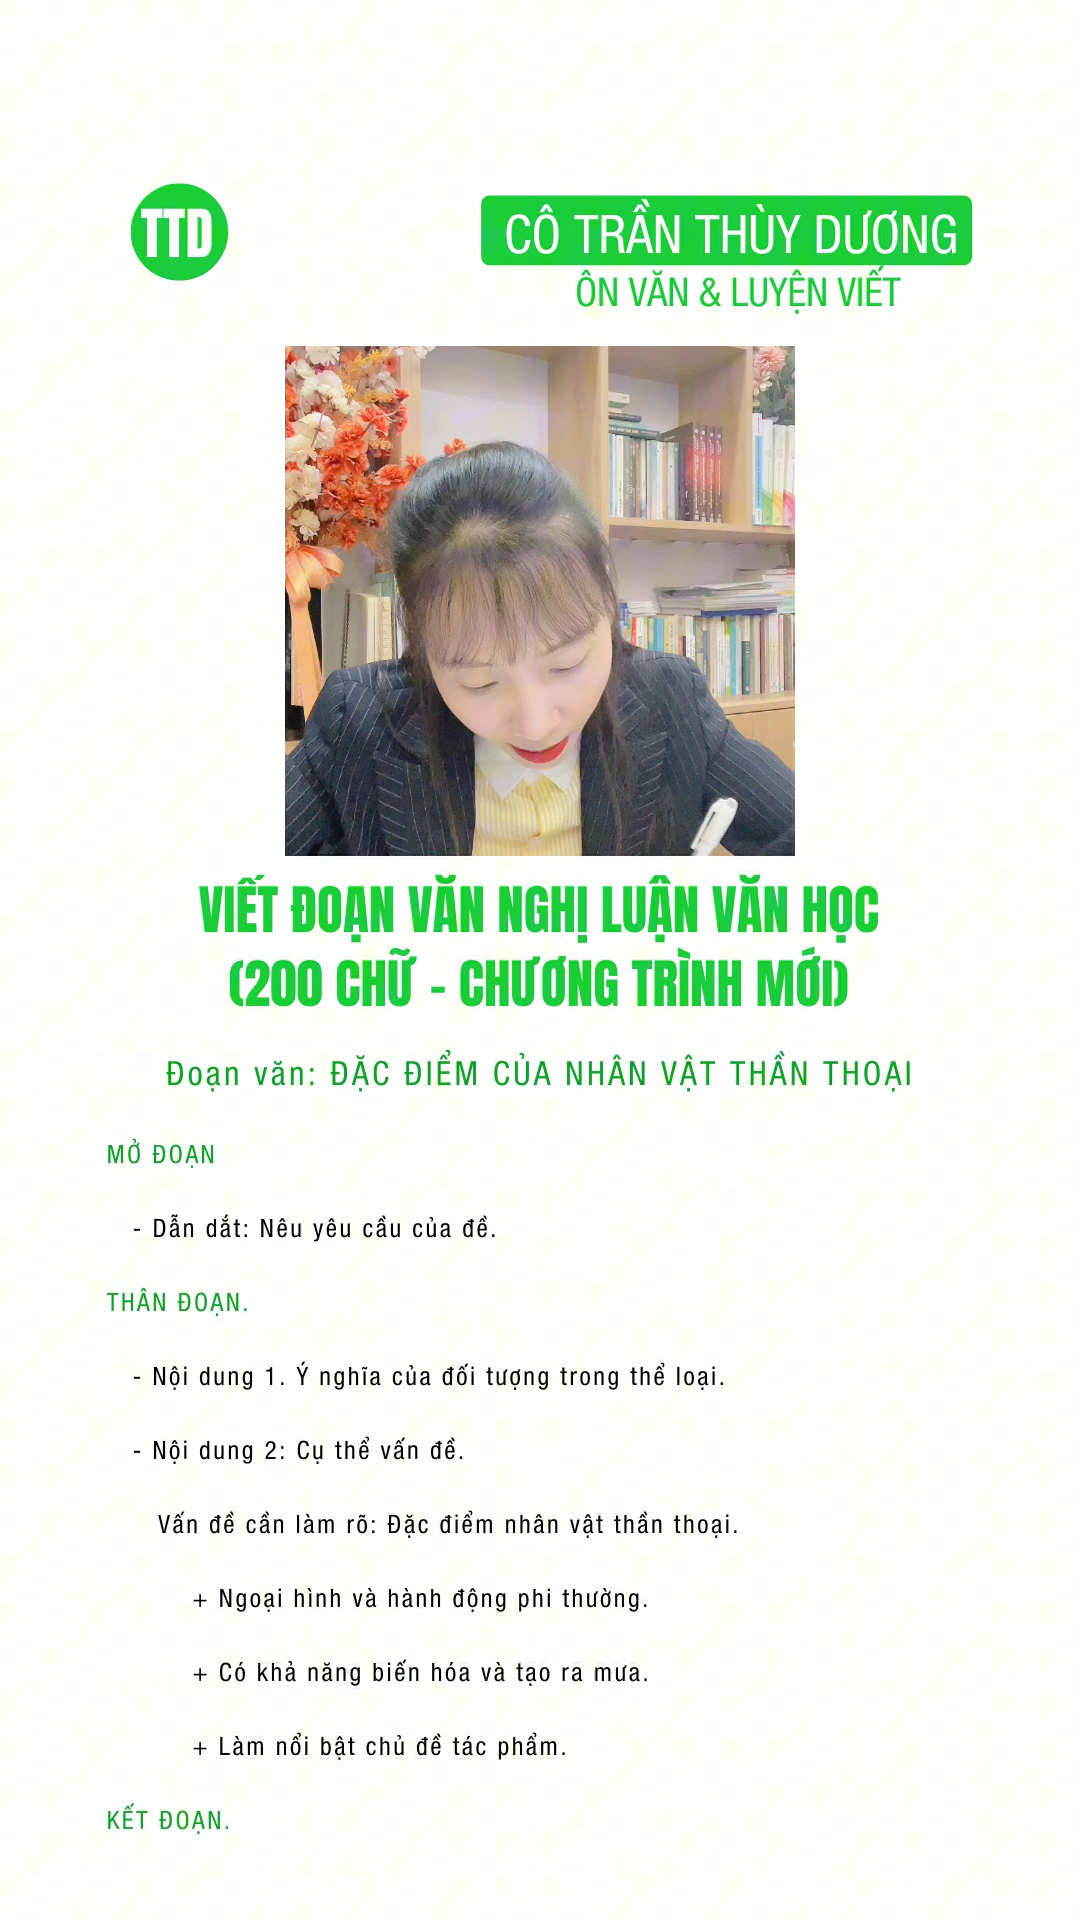 TTD
CÔ TRẦN THÙY DƯƠNG
ÔN VĂN & LUYỆN VIẾT
VIẾT ĐOẠN VĂN NGHỊ LUẬN VĂN HỌC
(200 CHỮ - CHƯƠNG TRÌNH MỚI)
Đoạn văn: ĐẶC ĐIỂM CỦA NHÂN VẬT THẦN THOẠI
MỞ ĐOẠN
- Dẫn dắt: Nêu yêu cầu của đề.
THÂN ĐOẠN.
- Nội dung 1. Ý nghĩa của đối tượng trong thể loại.
- Nội dung 2: Cụ thể vấn đề.
Vấn đề cần làm rõ: Đặc điểm nhân vật thần thoại.
+ Ngoại hình và hành động phi thường.
+ Có khả năng biến hóa và tạo ra mưa.
+ Làm nổi bật chủ đề tác phẩm.
KẾT ĐOẠN.